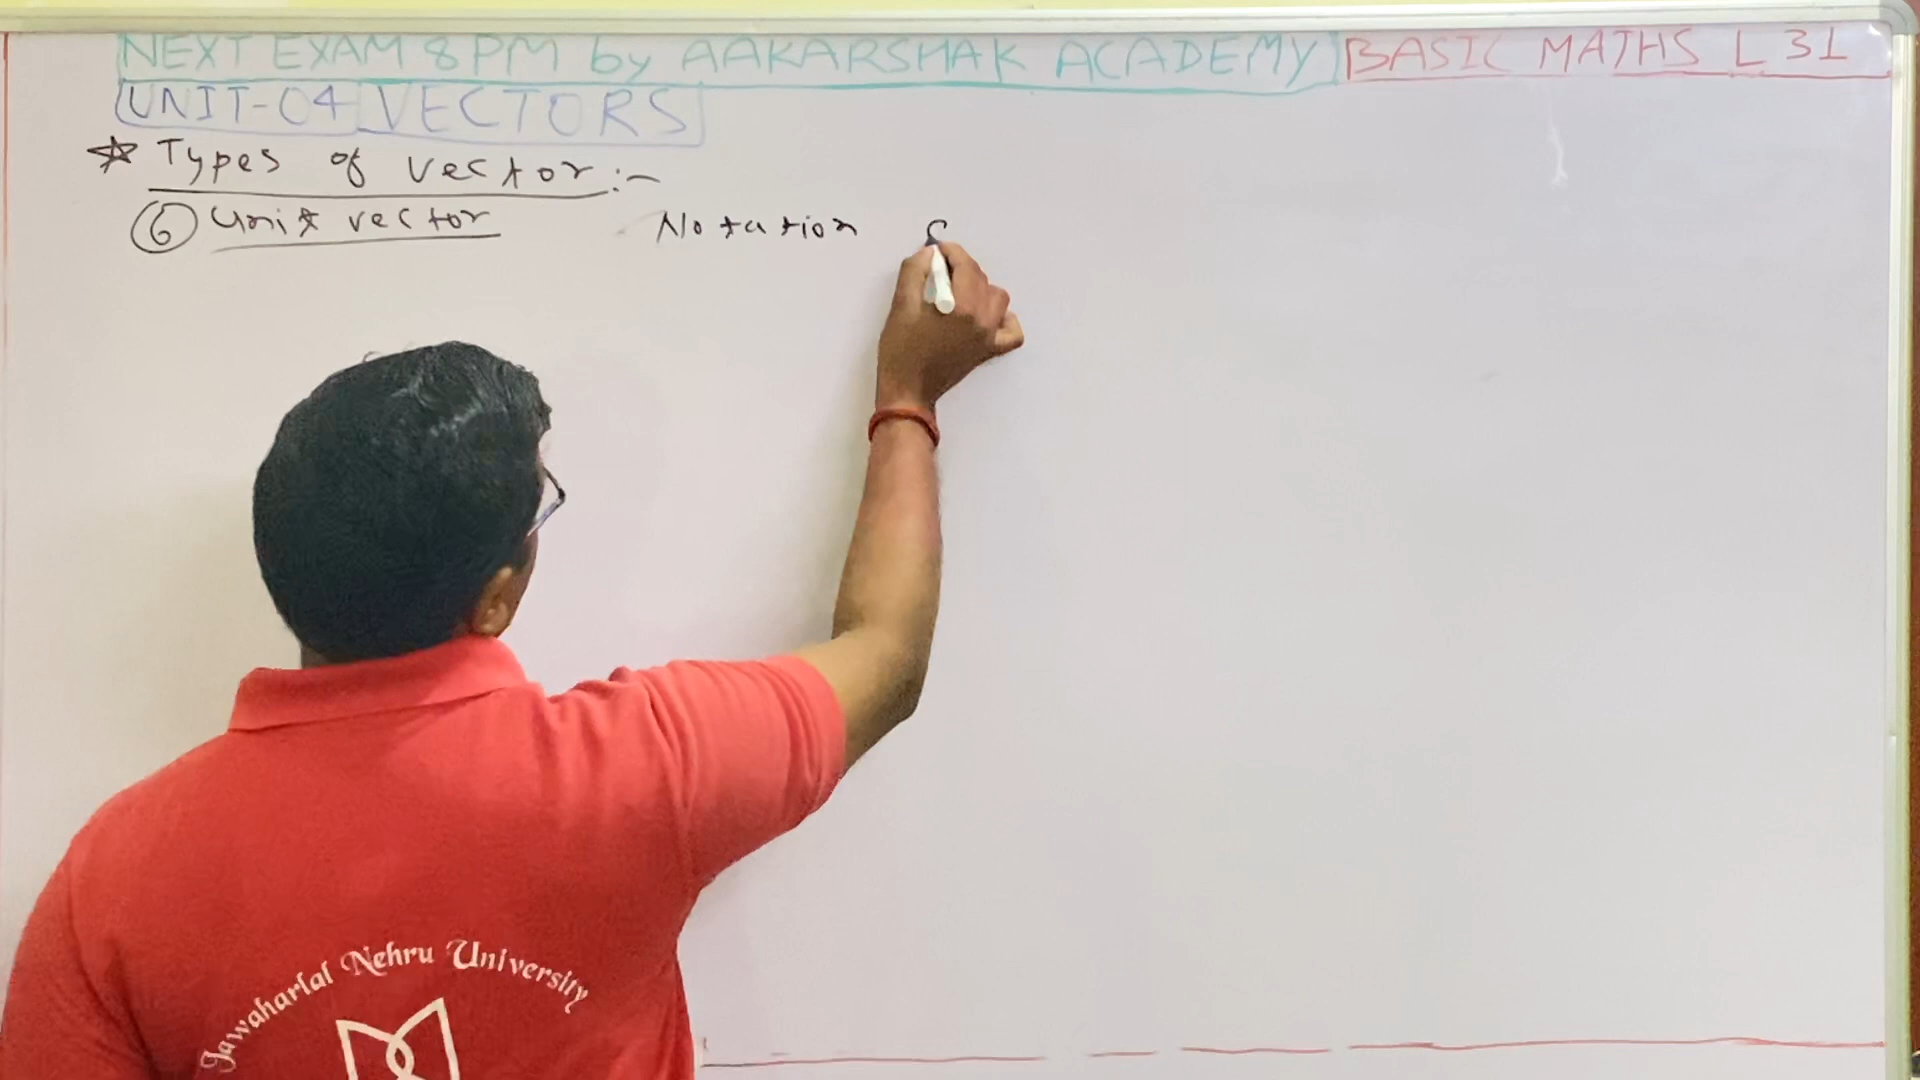 NEXT EXAM 8PM by AAKARSHAK ACADEMY BASIC MATHS L 31
UNIT-04 VECTORS
☆ Types of vector:-
⑥ Unit vector Notation
Jawaharlal Nehru University